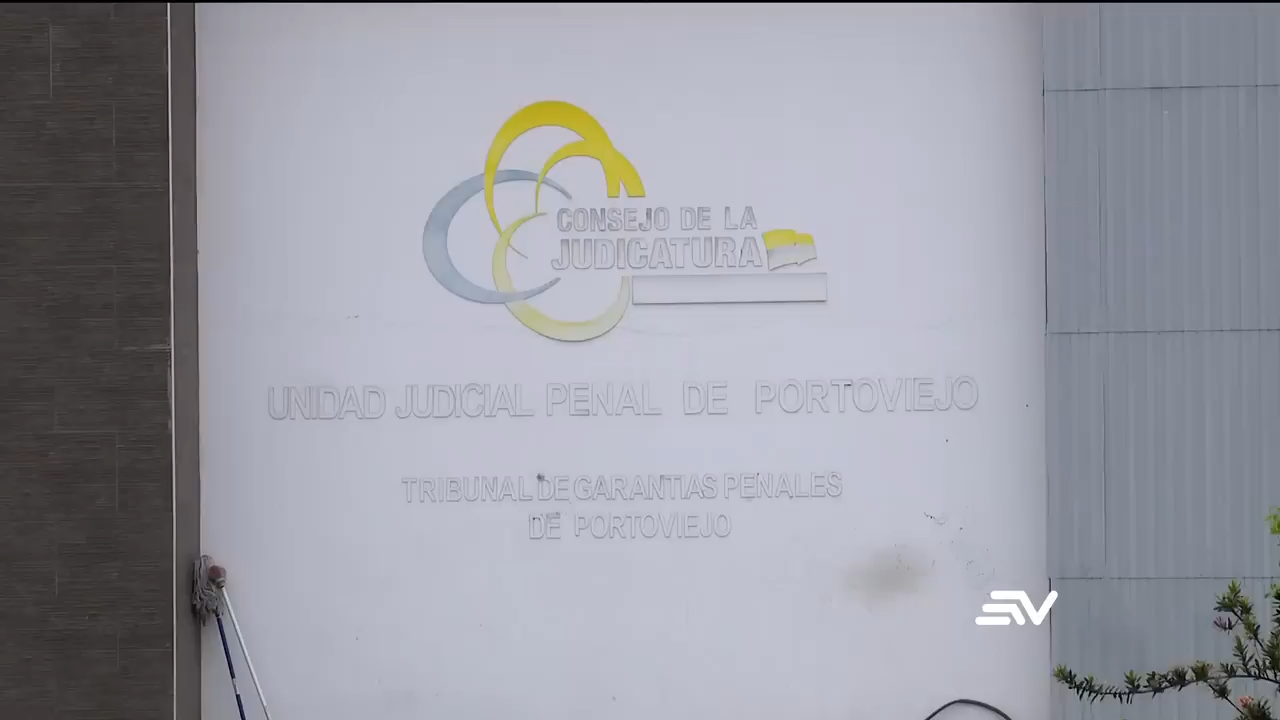 CONSEJO DE LA
JUDICATURA
UNIDAD JUDICIAL PENAL DE PORTOVIEJO
TRIBUNAL DE GARANTIAS PENALES
DE PORTOVIEJO